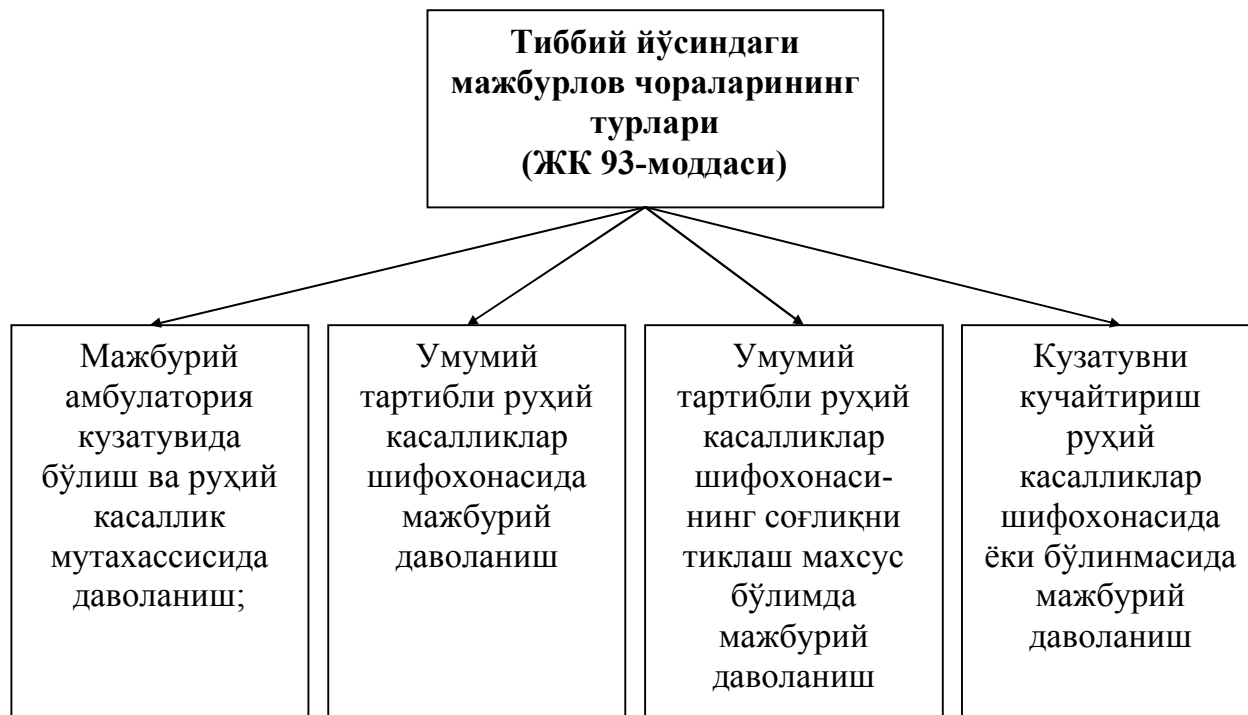 Тиббий йўсиндаги
мажбурлов чораларининг
турлари
(ЖК 93-моддаси)
Мажбурий
амбулатория
кузатувида
бўлиш ва руҳий
касаллик
мутахассисида
даволаниш;
Умумий
тартибли руҳий
касалликлар
шифохонасида
мажбурий
даволаниш
Умумий
тартибли руҳий
касалликлар
шифохонаси-
нинг соғлиқни
тиклаш махсус
бўлимда
мажбурий
даволаниш
Кузатувни
кучайтириш
руҳий
касалликлар
шифохонасида
ёки бўлинмасида
мажбурий
даволаниш